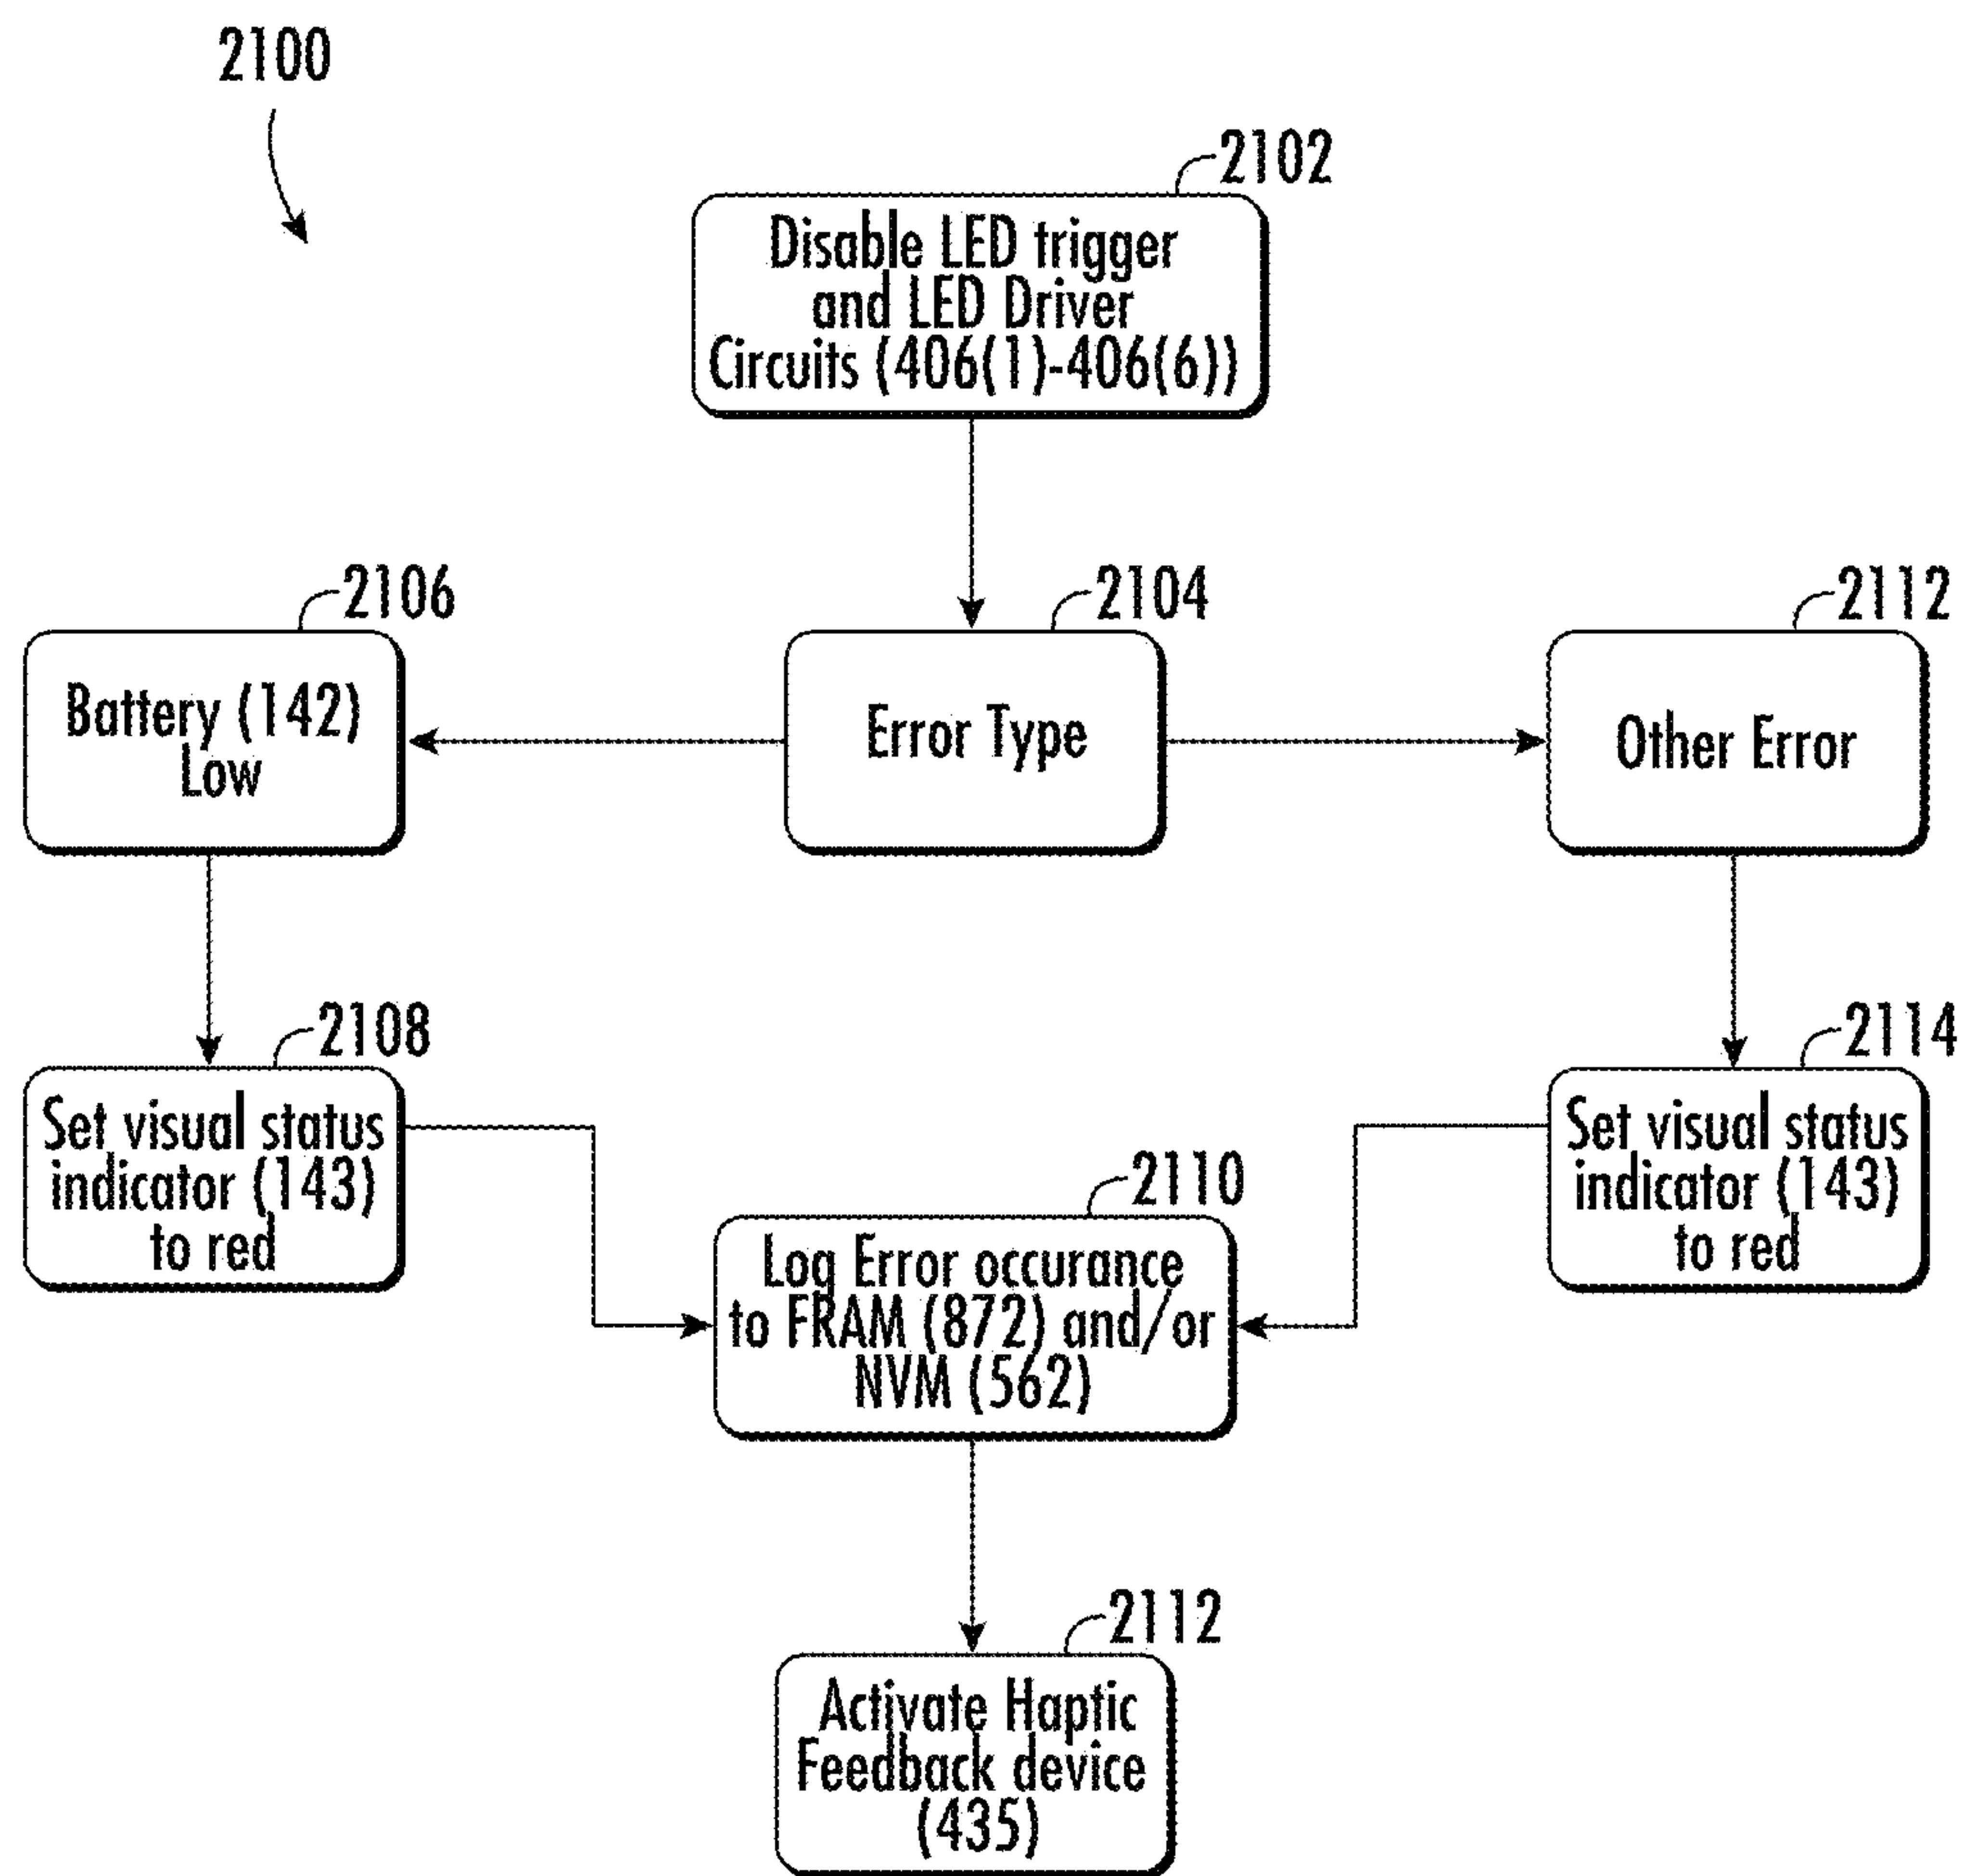 2100
2102
Disable LED trigger
and LED Driver
Circuits (406(1)-406(6))
2106
Battery (142)
Low
2104
Error Type
2112
Other Error
2108
Set visual status
indicator (143)
to red
2114
Set visual status
indicator (143)
to red
2110
Log Error occurance
to FRAM (872) and/or
NVM (562)
2112
Activate Haptic
Feedback device
(435)